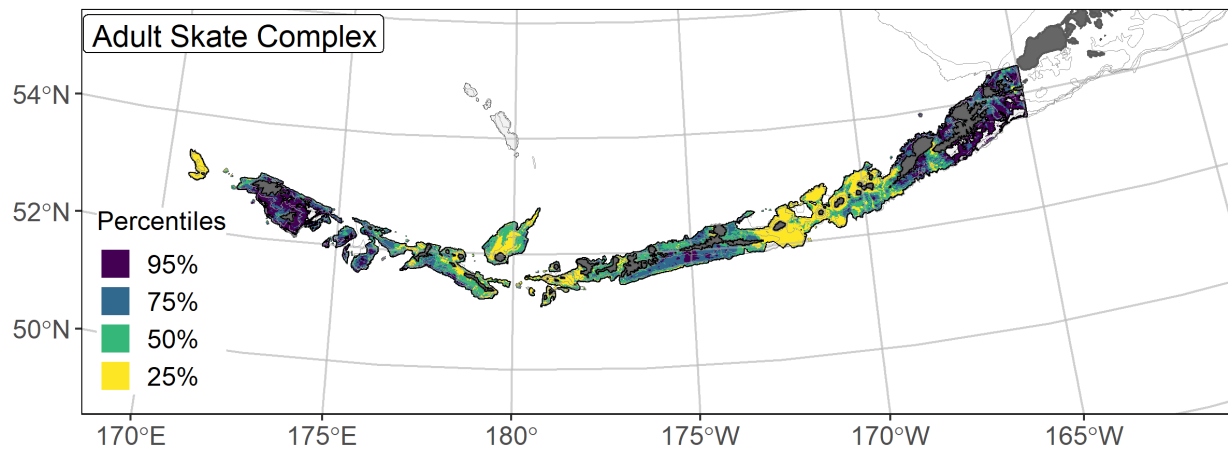 Adult Skate Complex
54°N
52°N
50°N
Percentiles
95%
75%
50%
25%
170°E
175°E
180°
175°W
170°W
165°W